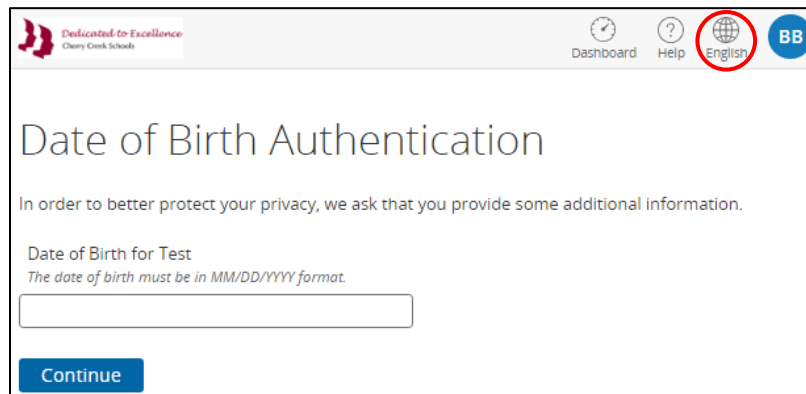 Dedicated to Excellence
Cherry Creek Schools
Dashboard
Help
English
BB
Date of Birth Authentication
In order to better protect your privacy, we ask that you provide some additional information.
Date of Birth for Test
The date of birth must be in MM/DD/YYYY format.
Continue